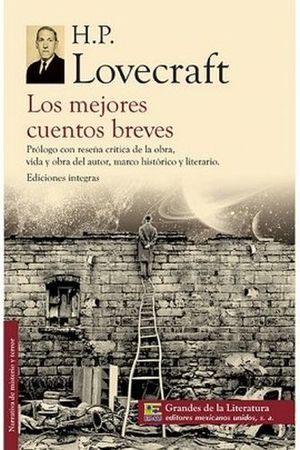 H.P.
Lovecraft
Los mejores
cuentos breves
Prólogo con reseña crítica de la obra,
vida y obra del autor, marco histórico y literario.
Ediciones íntegras
Narrativa de misterio y terror
Grandes de la Literatura
editores mexicanos unidos, s. a.